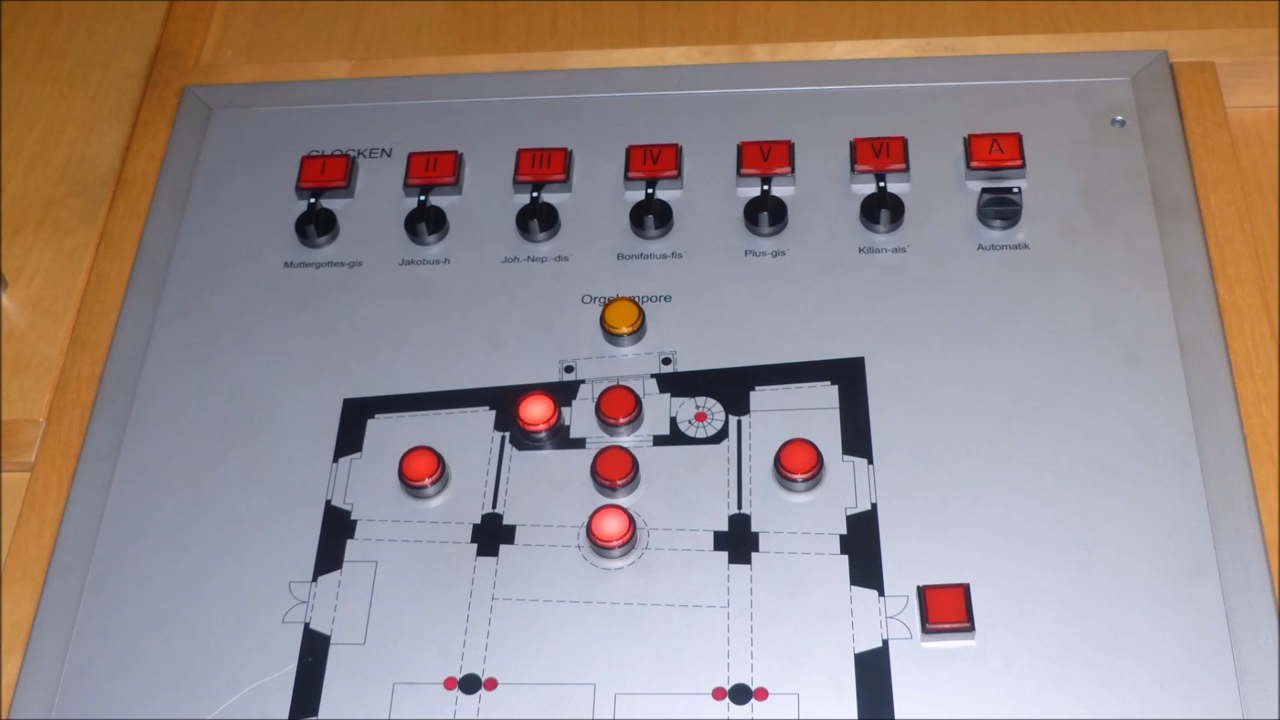 GLOCKEN
I II III IV V VI A
Muttergottes-gis Jakobus-h Joh.-Nep.-dis´ Bonifatius-fis´ Pius-gis´ Kilian-ais´ Automatik
Orgelempore